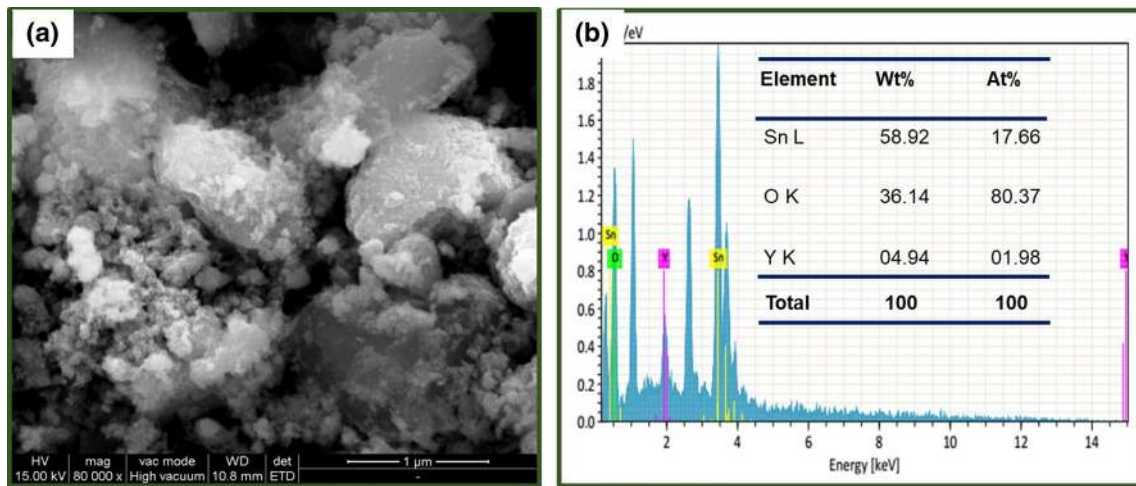 (a)
HV mag vac mode WD det
15.00 kV 80 000 x High vacuum 10.8 mm ETD
1 µm
-
(b)
/eV
1.8
1.6
1.4
1.2
1.0
0.8
0.6
0.4
0.2
0.0
2 4 6 8 10 12 14
Energy [keV]
Sn
O
Y
Sn
Y
Element Wt% At%
Sn L 58.92 17.66
O K 36.14 80.37
Y K 04.94 01.98
Total 100 100